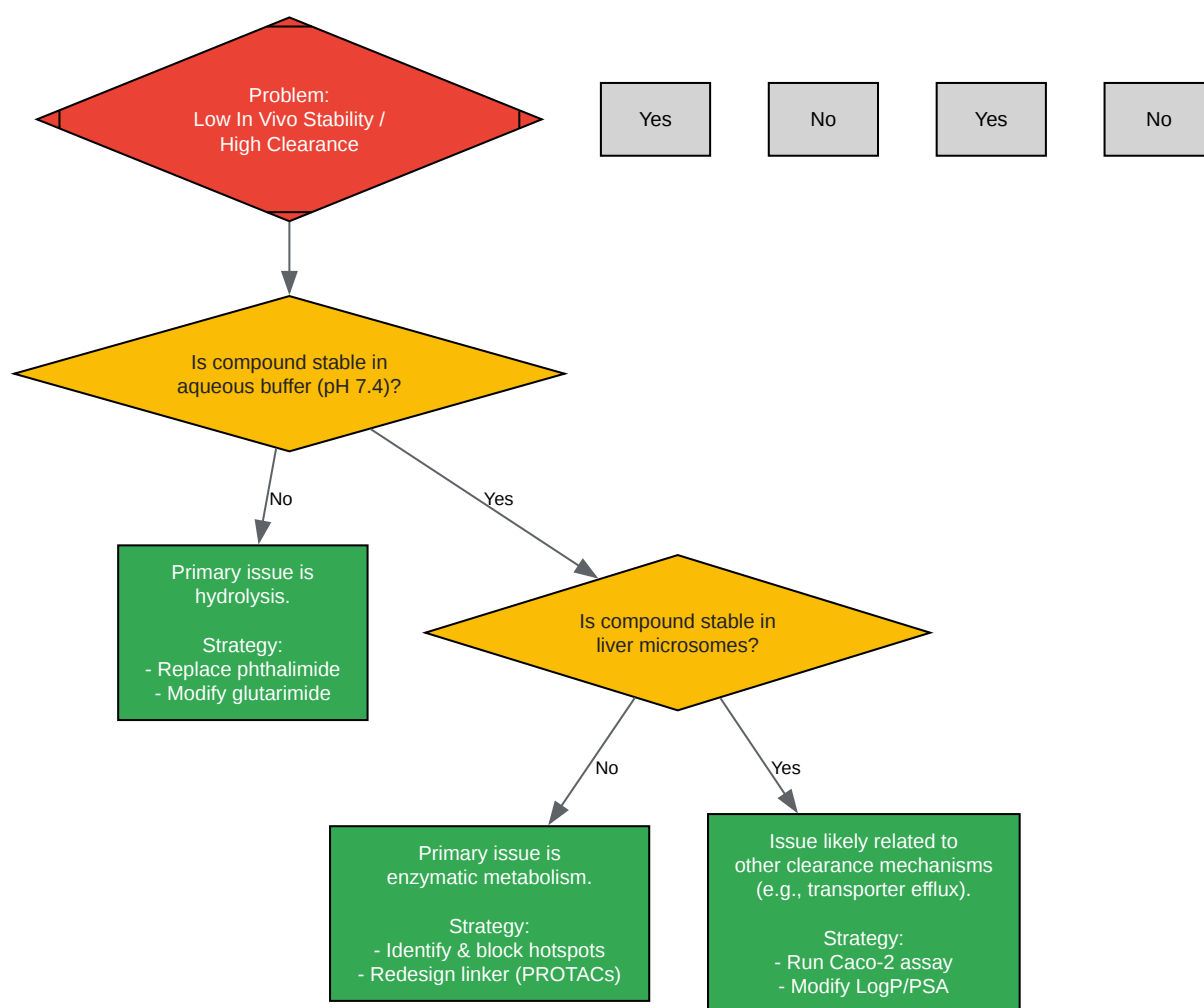 Problem:
Low In Vivo Stability /
High Clearance
Yes
No
Yes
No
Is compound stable in
aqueous buffer (pH 7.4)?
No
Yes
Primary issue is
hydrolysis.
Strategy:
- Replace phthalimide
- Modify glutarimide
Is compound stable in
liver microsomes?
No
Yes
Primary issue is
enzymatic metabolism.
Strategy:
- Identify & block hotspots
- Redesign linker (PROTACs)
Issue likely related to
other clearance mechanisms
(e.g., transporter efflux).
Strategy:
- Run Caco-2 assay
- Modify LogP/PSA